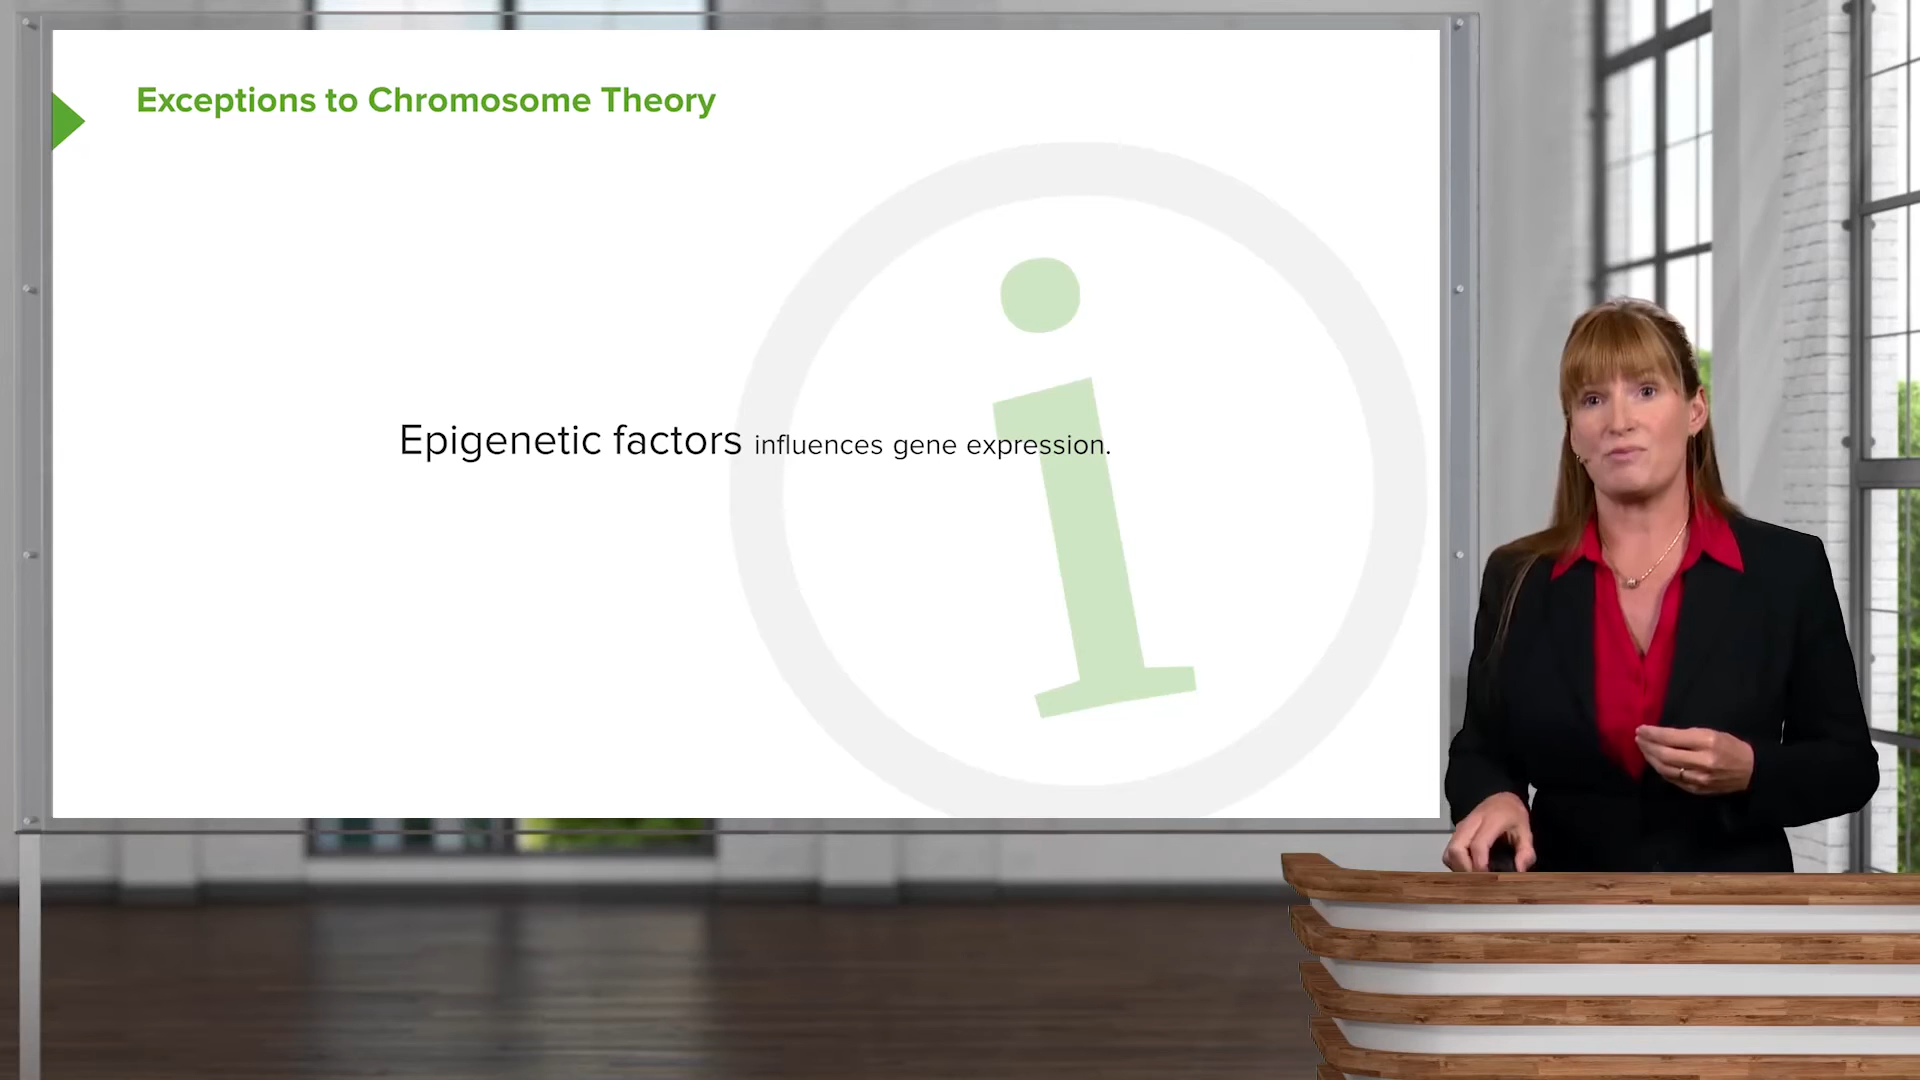 Exceptions to Chromosome Theory
Epigenetic factors influences gene expression.